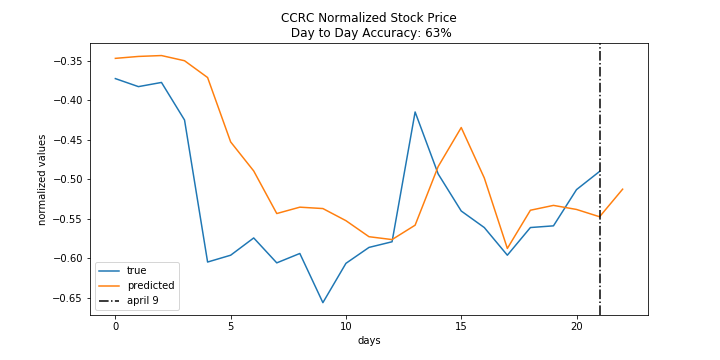 CCRC Normalized Stock Price
Day to Day Accuracy: 63%
normalized values
−0.35
−0.40
−0.45
−0.50
−0.55
−0.60
−0.65
true
predicted
april 9
0 5 10 15 20
days